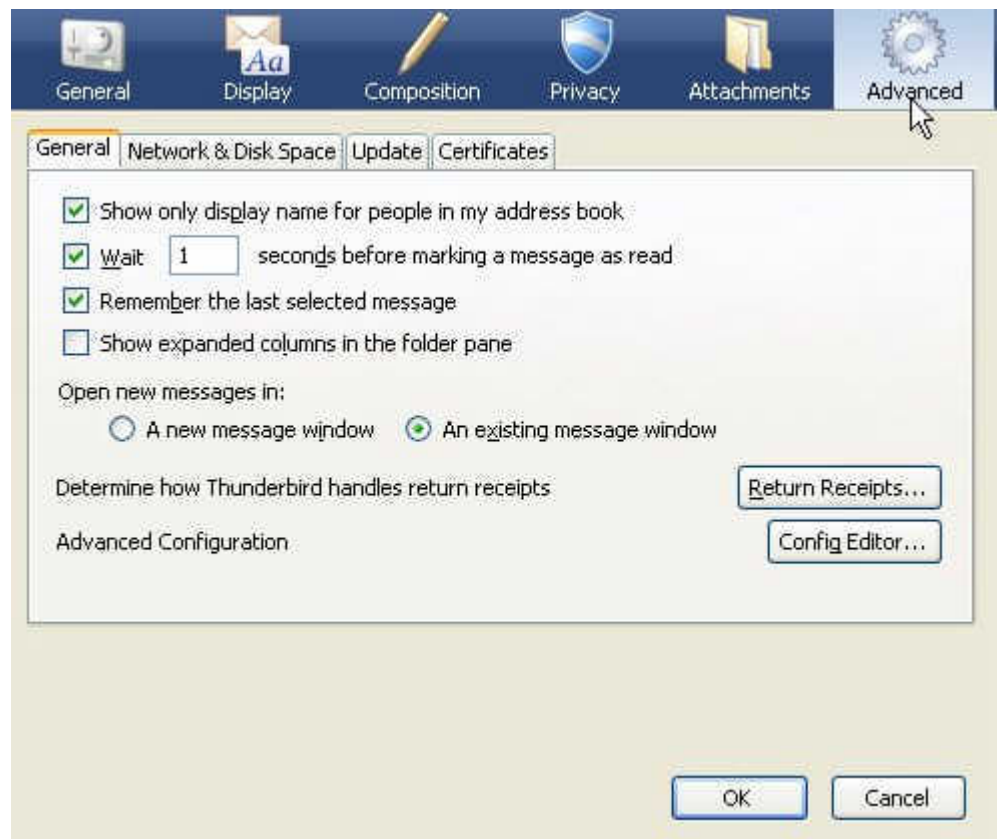 General Display Composition Privacy Attachments Advanced
General Network & Disk Space Update Certificates
Show only display name for people in my address book
Wait 1 seconds before marking a message as read
Remember the last selected message
Show expanded columns in the folder pane
Open new messages in:
A new message window An existing message window
Determine how Thunderbird handles return receipts Return Receipts...
Advanced Configuration Config Editor...
OK Cancel